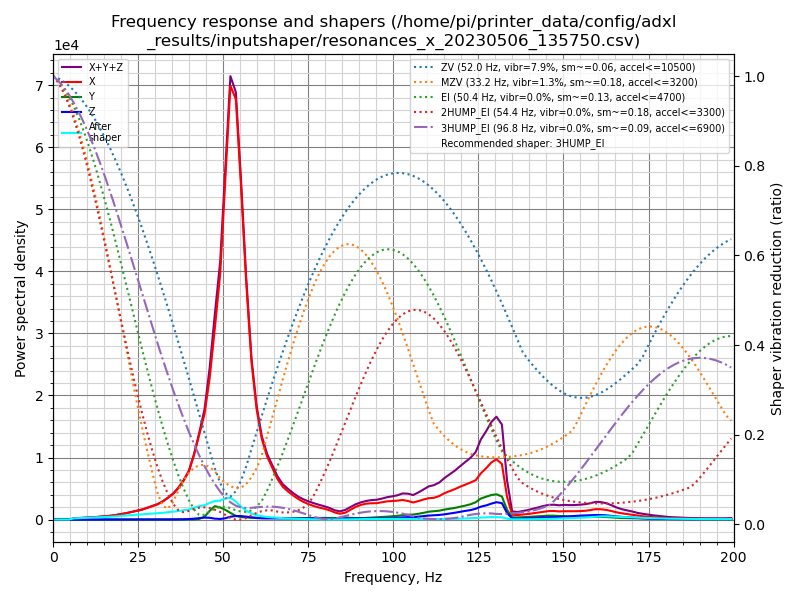 Frequency response and shapers (/home/pi/printer_data/config/adxl
_results/inputshaper/resonances_x_20230506_135750.csv)
1e4
X+Y+Z
X
Y
Z
After
shaper
ZV (52.0 Hz, vibr=7.9%, sm~=0.06, accel<=10500)
MZV (33.2 Hz, vibr=1.3%, sm~=0.18, accel<=3200)
EI (50.4 Hz, vibr=0.0%, sm~=0.13, accel<=4700)
2HUMP_EI (54.4 Hz, vibr=0.0%, sm~=0.18, accel<=3300)
3HUMP_EI (96.8 Hz, vibr=0.0%, sm~=0.09, accel<=6900)
Recommended shaper: 3HUMP_EI
Power spectral density
7
6
5
4
3
2
1
0
1.0
0.8
0.6
0.4
0.2
0.0
Shaper vibration reduction (ratio)
0 25 50 75 100 125 150 175 200
Frequency, Hz